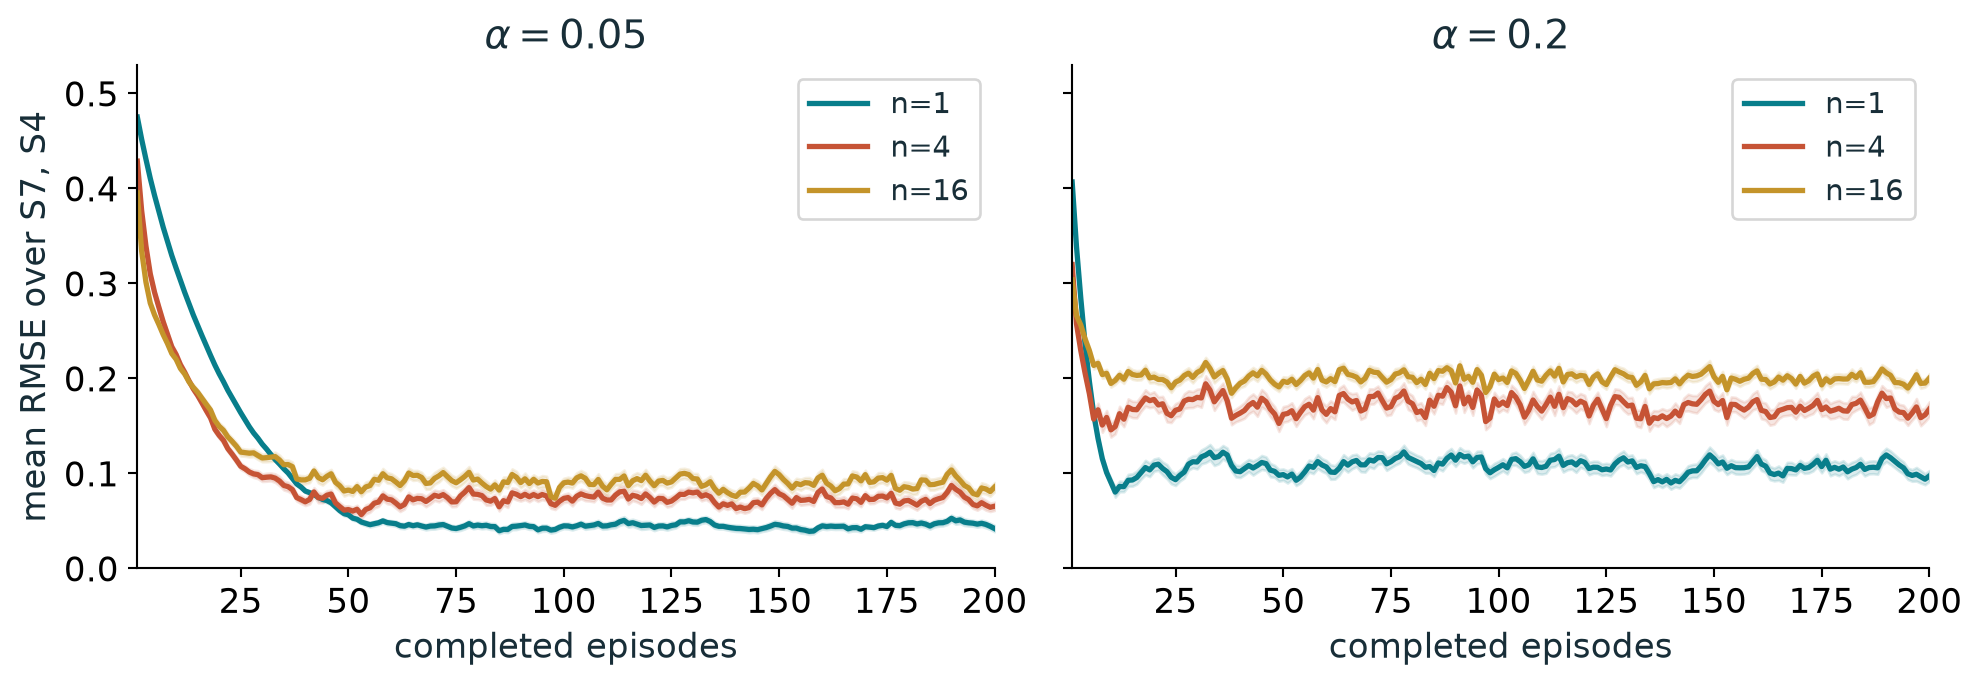 α = 0.05
mean RMSE over S7, S4
0.5
0.4
0.3
0.2
0.1
0.0
n=1
n=4
n=16
25 50 75 100 125 150 175 200
completed episodes
α = 0.2
n=1
n=4
n=16
25 50 75 100 125 150 175 200
completed episodes